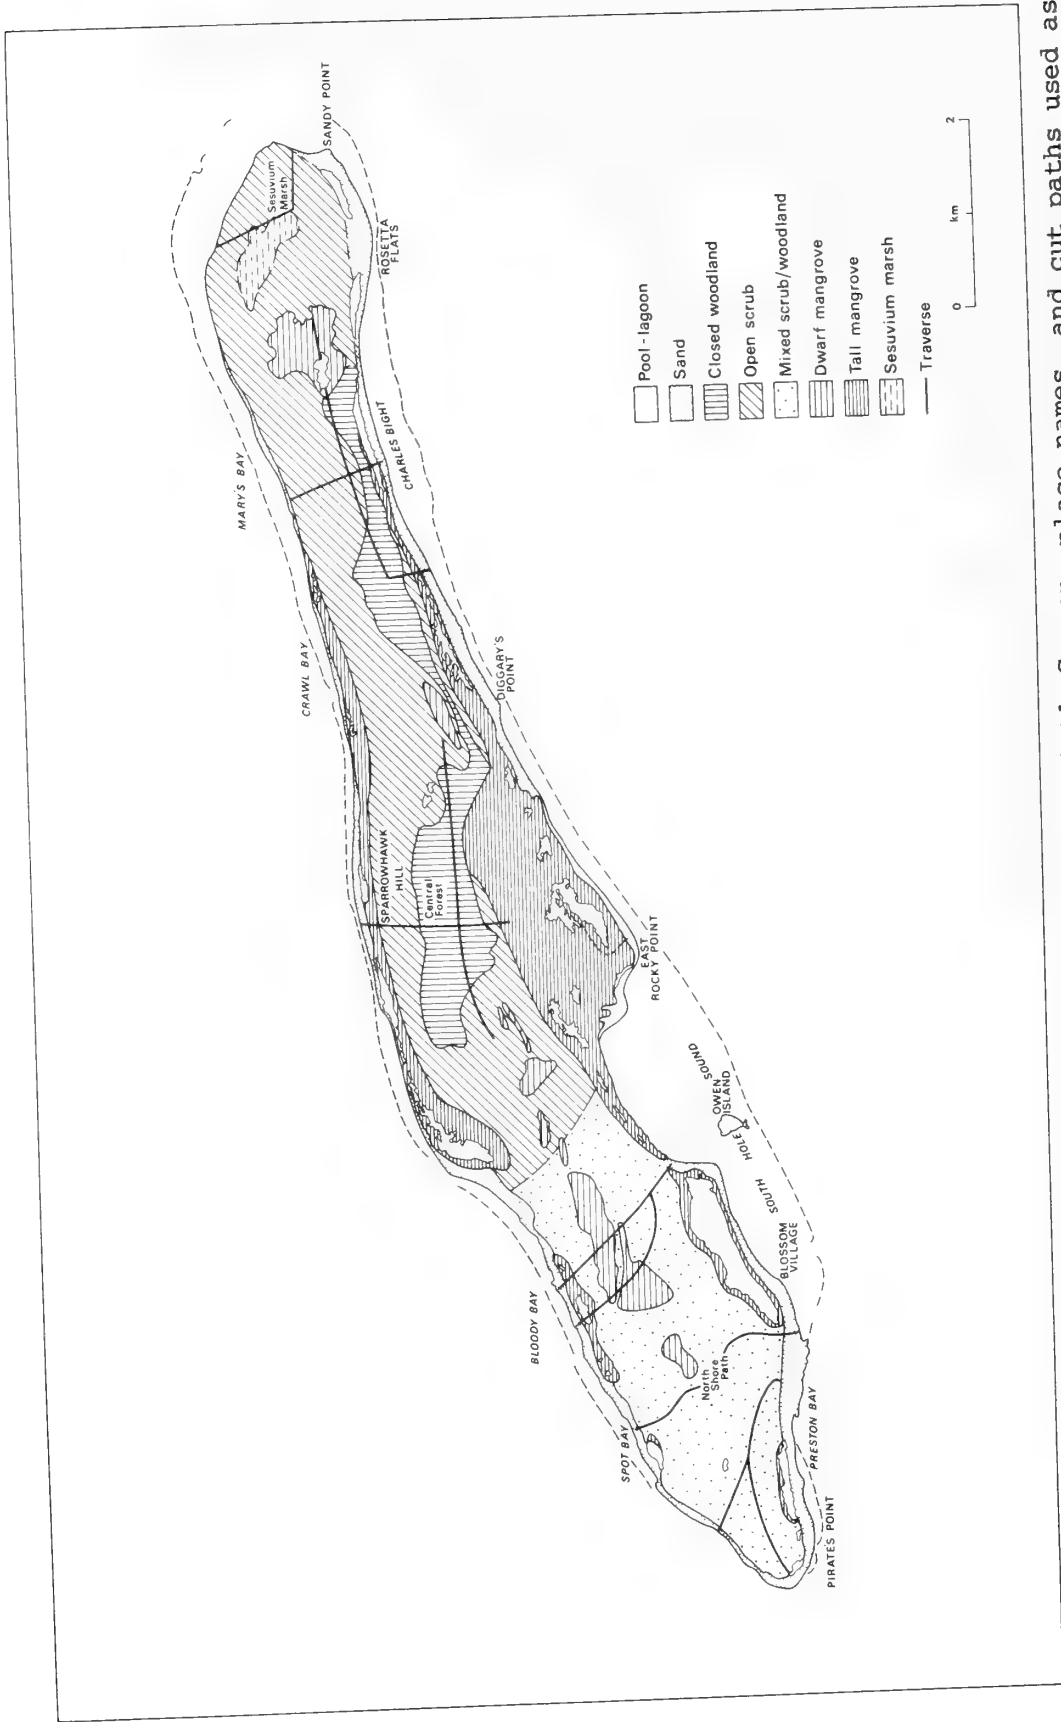 SANDY POINT
Sesuvium
Marsh
ROSETTA
FLATS
MARY'S BAY
CHARLES BIGHT
CRAWL BAY
DIGGARY'S
POINT
SPARROWHAWK
HILL
Central
Forest
EAST
ROCKY POINT
SOUTH HOLE SOUND
OWEN
ISLAND
BLOODY BAY
BLOSSOM
VILLAGE
North
Shore
Path
SPOT BAY
PRESTON BAY
PIRATES POINT
Pool-lagoon
Sand
Closed woodland
Open scrub
Mixed scrub/woodland
Dwarf mangrove
Tall mangrove
Sesuvium marsh
Traverse
0 km 2
place names, and cut paths used as